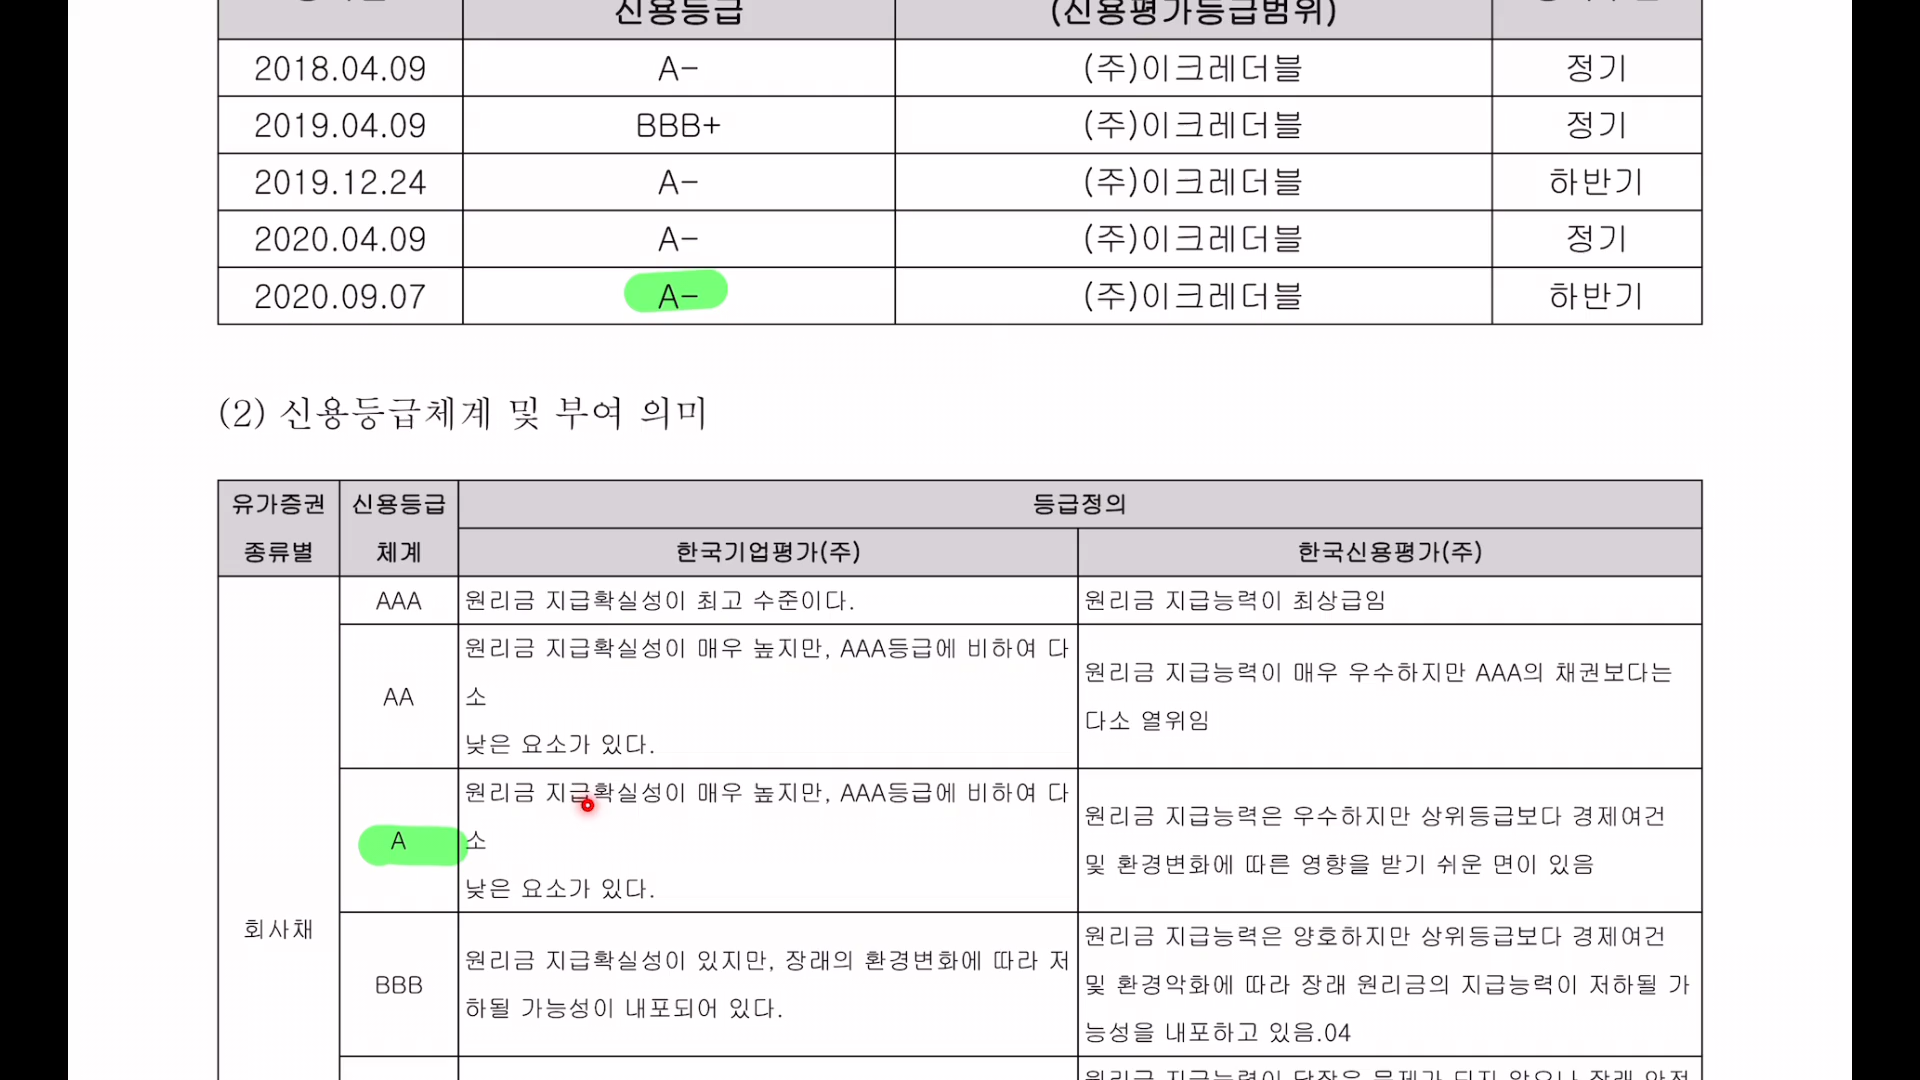 신용등급
(신용평가등급범위)
2018.04.09 A- (주)이크레더블 정기
2019.04.09 BBB+ (주)이크레더블 정기
2019.12.24 A- (주)이크레더블 하반기
2020.04.09 A- (주)이크레더블 정기
2020.09.07 A- (주)이크레더블 하반기
(2) 신용등급체계 및 부여 의미
유가증권
종류별
신용등급
체계
등급정의
한국기업평가(주)
한국신용평가(주)
회사채
AAA
원리금 지급확실성이 최고 수준이다.
원리금 지급능력이 최상급임
AA
원리금 지급확실성이 매우 높지만, AAA등급에 비하여 다
소
낮은 요소가 있다.
원리금 지급능력이 매우 우수하지만 AAA의 채권보다는
다소 열위임
A
원리금 지급확실성이 매우 높지만, AAA등급에 비하여 다
소
낮은 요소가 있다.
원리금 지급능력은 우수하지만 상위등급보다 경제여건
및 환경변화에 따른 영향을 받기 쉬운 면이 있음
BBB
원리금 지급확실성이 있지만, 장래의 환경변화에 따라 저
하될 가능성이 내포되어 있다.
원리금 지급능력은 양호하지만 상위등급보다 경제여건
및 환경악화에 따라 장래 원리금의 지급능력이 저하될 가
능성을 내포하고 있음.04